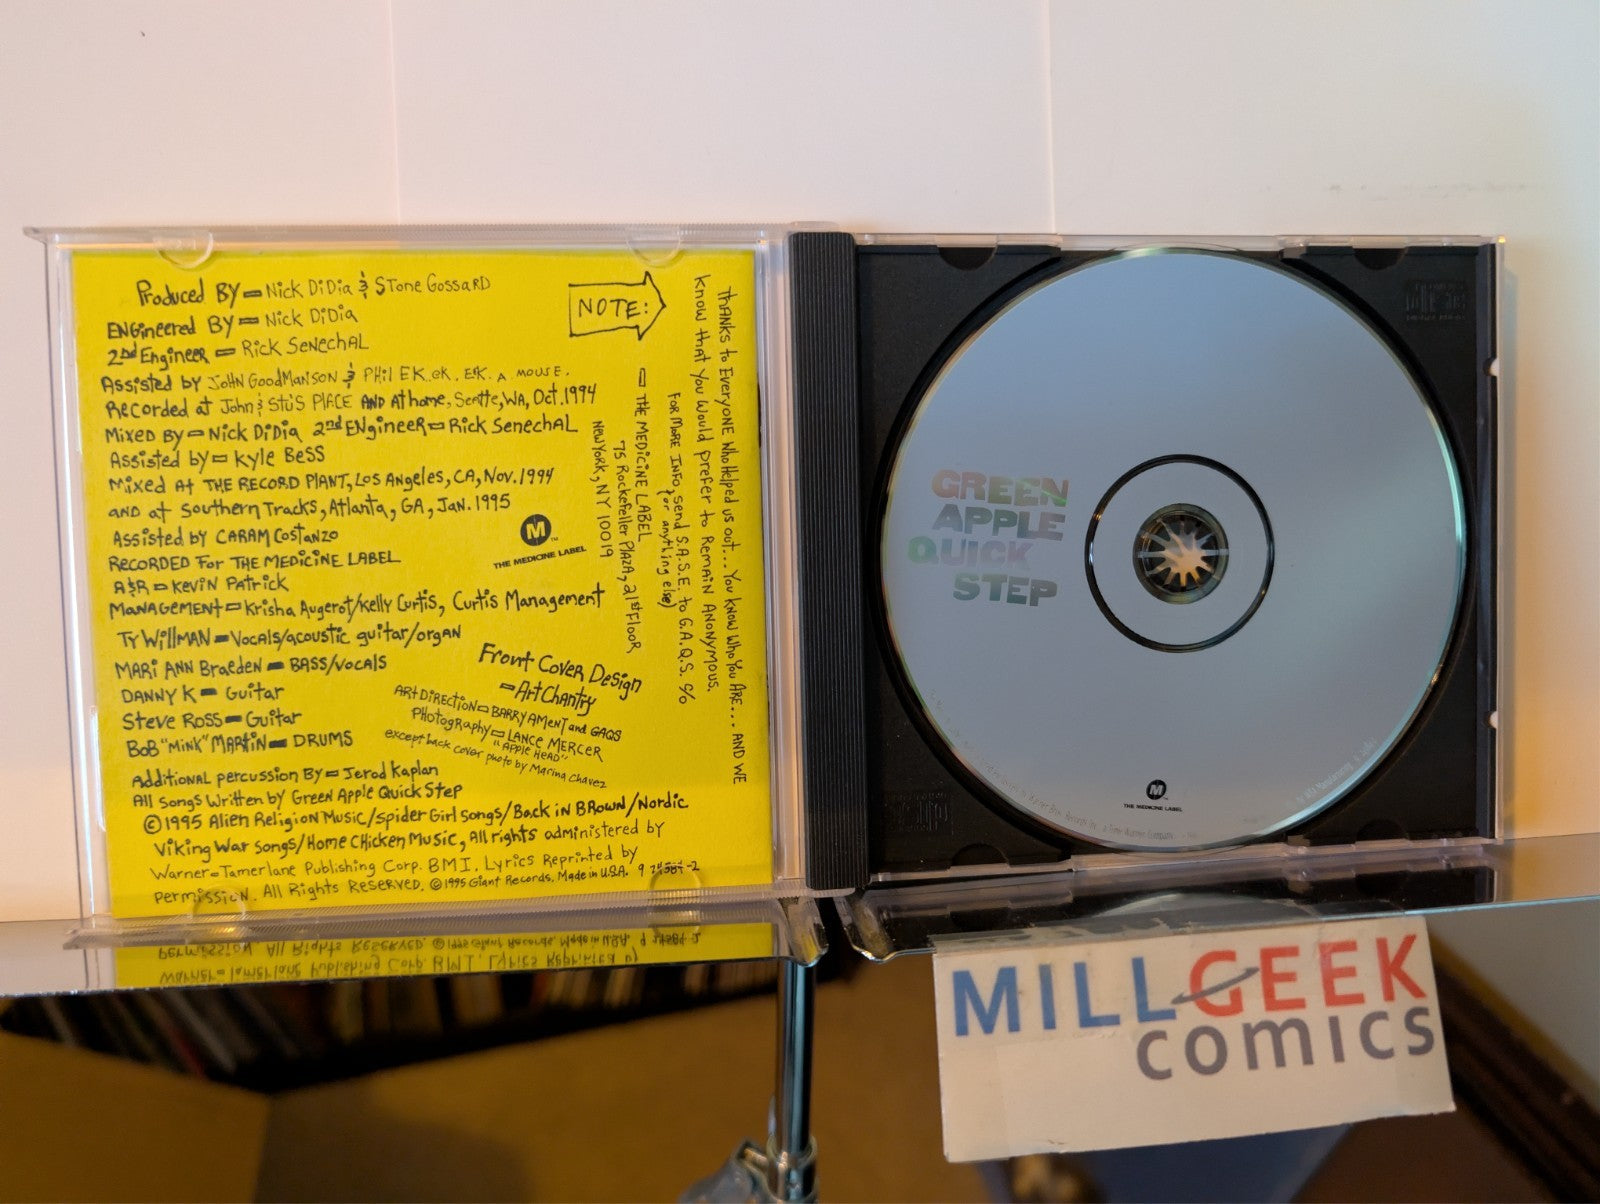 Produced By – Nick DiDia & Stone Gossard
Engineered By – Nick DiDia
2nd Engineer – Rick Senechal
Assisted by John Goodmanson & Phil Ek.ek. Eek. A mouse.
Recorded at John & Stu's Place and At home, Seattle, WA, Oct. 1994
Mixed By – Nick DiDia 2nd Engineer – Rick Senechal
Assisted by – Kyle Bess
Mixed At The Record Plant, Los Angeles, CA, Nov. 1994
and at Southern Tracks, Atlanta, GA, Jan. 1995
Assisted by Caram Costanzo
Recorded For The Medicine Label
A&R – Kevin Patrick
Management – Krisha Augerot/Kelly Curtis, Curtis Management
Ty Willman – Vocals/acoustic guitar/organ
Mari Ann Braeden – Bass/vocals
Danny K – Guitar
Steve Ross – Guitar
Bob "Mink" Martin – Drums
Additional percussion By – Jerod Kaplan
All songs Written by Green Apple Quick Step
©1995 Alien Religion Music/Spider Girl Songs/Back in Brown/Nordic
Viking War Songs/Home Chicken Music, All rights administered by
Warner-Tamerlane Publishing Corp. BMI. Lyrics Reprinted by
Permission. All Rights Reserved. ©1995 Giant Records. Made in U.S.A. 9 24584-2
M
THE MEDICINE LABEL
Front Cover Design
– Art Chantry
Art Direction – Barry Ament and GAQS
Photography – Lance Mercer
"Apple Head"
except back cover photo by Marina Chavez
NOTE:
Thanks to Everyone Who Helped us out... You Know Who You Are... and we
know that you would prefer to remain anonymous.
For More Info, send S.A.S.E. to G.A.Q.S. c/o
(or anything else)
The Medicine Label
75 Rockefeller Plaza, 21st Floor
New York, NY 10019
GREEN
APPLE
QUICK
STEP
M
THE MEDICINE LABEL
MILLGEEK
comics